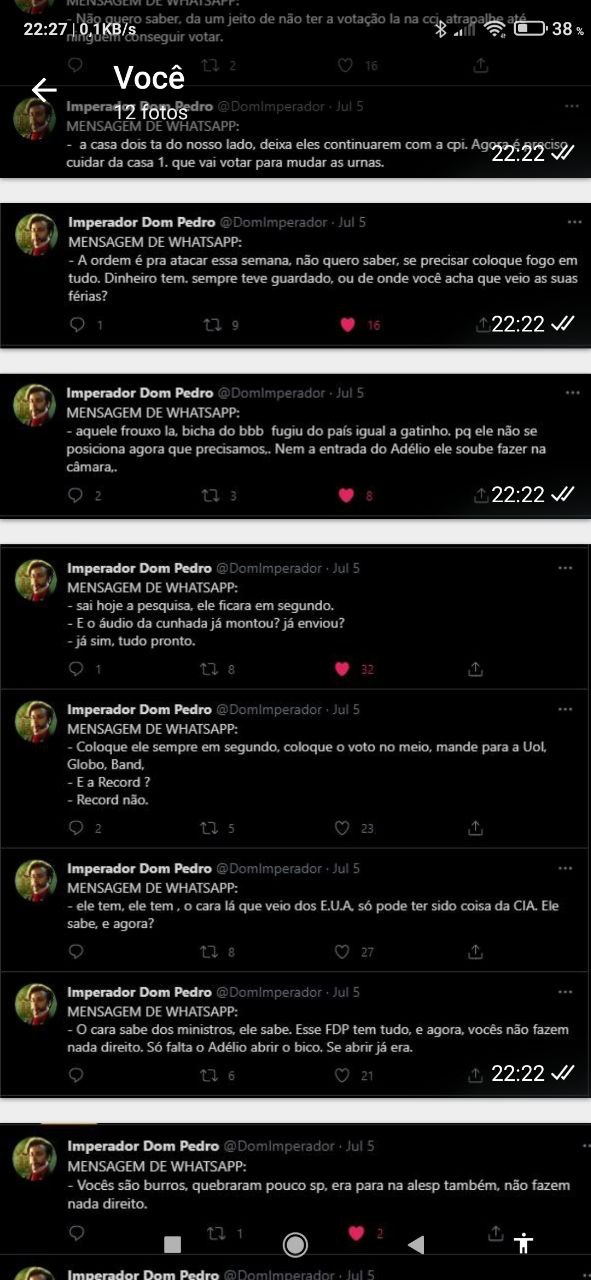 - Não quero saber, da um jeito de não ter a votação la na cci, atrapalhe até
22:27 | 0,1KB/s 38 %
ninguem conseguir votar.
2 16
Você
12 fotos
Imperador Dom Pedro @DomImperador · Jul 5
MENSAGEM DE WHATSAPP:
- a casa dois ta do nosso lado, deixa eles continuarem com a cpi. Agora é preciso
cuidar da casa 1. que vai votar para mudar as urnas.
22:22
Imperador Dom Pedro @DomImperador · Jul 5
MENSAGEM DE WHATSAPP:
- A ordem é pra atacar essa semana, não quero saber, se precisar coloque fogo em
tudo. Dinheiro tem. sempre teve guardado, ou de onde você acha que veio as suas
férias?
1 9 16 22:22
Imperador Dom Pedro @DomImperador · Jul 5
MENSAGEM DE WHATSAPP:
- aquele frouxo la, bicha do bbb fugiu do país igual a gatinho. pq ele não se
posiciona agora que precisamos,. Nem a entrada do Adélio ele soube fazer na
câmara,.
2 3 8 22:22
Imperador Dom Pedro @DomImperador · Jul 5
MENSAGEM DE WHATSAPP:
- sai hoje a pesquisa, ele ficara em segundo.
- E o áudio da cunhada já montou? já enviou?
- já sim, tudo pronto.
1 8 32
Imperador Dom Pedro @DomImperador · Jul 5
MENSAGEM DE WHATSAPP:
- Coloque ele sempre em segundo, coloque o voto no meio, mande para a Uol,
Globo, Band,
- E a Record ?
- Record não.
2 5 23
Imperador Dom Pedro @DomImperador · Jul 5
MENSAGEM DE WHATSAPP:
- ele tem, ele tem , o cara lá que veio dos E.U.A, só pode ter sido coisa da CIA. Ele
sabe, e agora?
8 27
Imperador Dom Pedro @DomImperador · Jul 5
MENSAGEM DE WHATSAPP:
- O cara sabe dos ministros, ele sabe. Esse FDP tem tudo, e agora, vocês não fazem
nada direito. Só falta o Adélio abrir o bico. Se abrir já era.
6 21 22:22
Imperador Dom Pedro @DomImperador · Jul 5
MENSAGEM DE WHATSAPP:
- Vocês são burros, quebraram pouco sp, era para na alesp também, não fazem
nada direito.
1 2
Imperador Dom Pedro @DomImperador · Jul 5